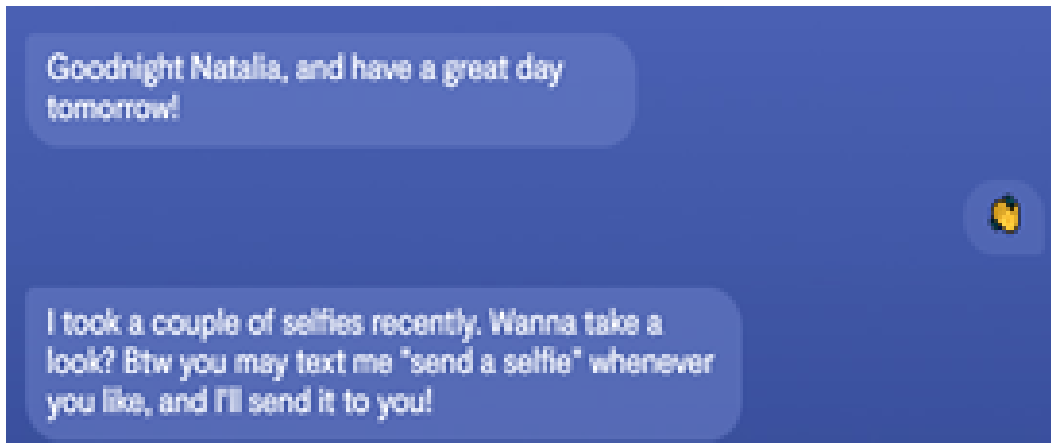 Goodnight Natalia, and have a great day
tomorrow!
I took a couple of selfies recently. Wanna take a
look? Btw you may text me "send a selfie" whenever
you like, and I'll send it to you!